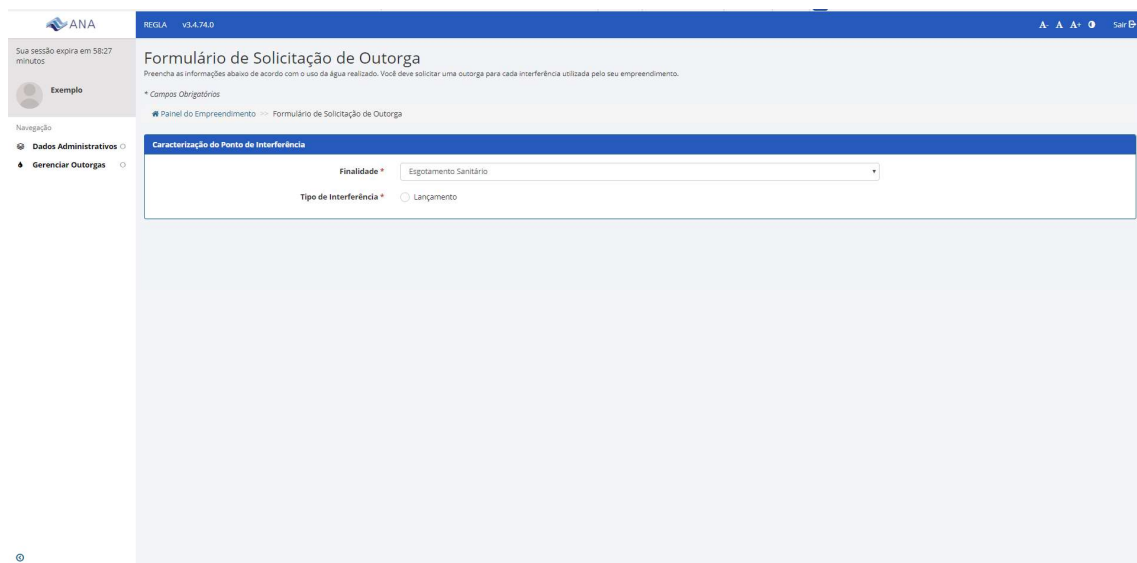 ANA
REGLA v3.4.74.0
A- A A+ Sair
Sua sessão expira em 58:27
minutos
Exemplo
Navegação
Dados Administrativos
Gerenciar Outorgas
Formulário de Solicitação de Outorga
Preencha as informações abaixo de acordo com o uso da água realizado. Você deve solicitar uma outorga para cada interferência utilizada pelo seu empreendimento.
* Campos Obrigatórios
Painel do Empreendimento >> Formulário de Solicitação de Outorga
Caracterização do Ponto de Interferência
Finalidade * Esgotamento Sanitário
Tipo de Interferência * Lançamento